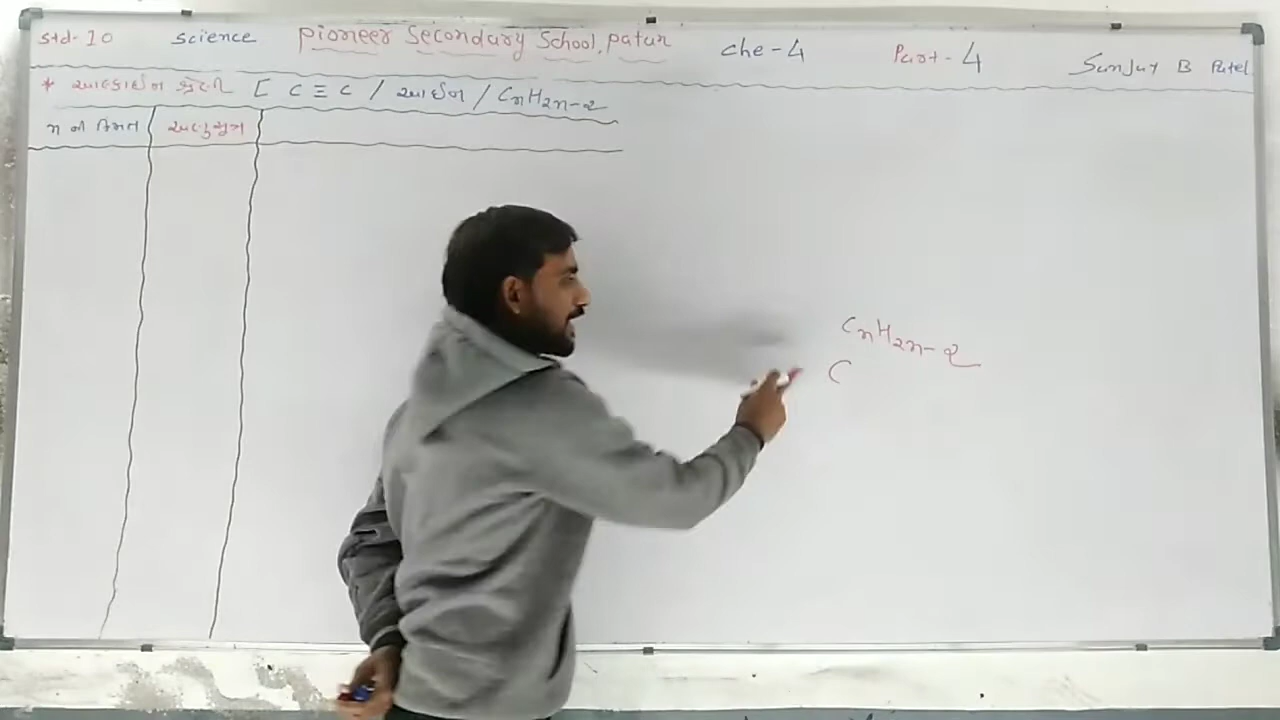 Std-10 Science Pioneer Secondary School, Patan Che-4 Part-4 Sanjay B Patel
* આલ્કાઈન શ્રેણી [ C ≡ C / આઈન / CnH2n-2
n ની કિંમત અણુસૂત્ર
CnH2n-2
C